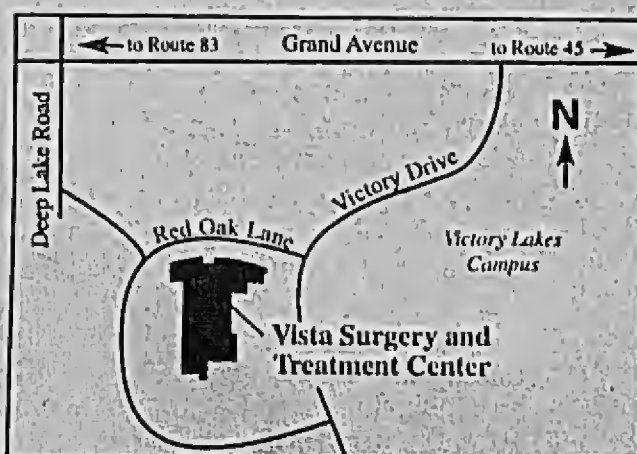 to Route 83
Grand Avenue
to Route 45
Deep Lake Road
N
Victory Drive
Red Oak Lane
Victory Lakes
Campus
Vista Surgery and
Treatment Center